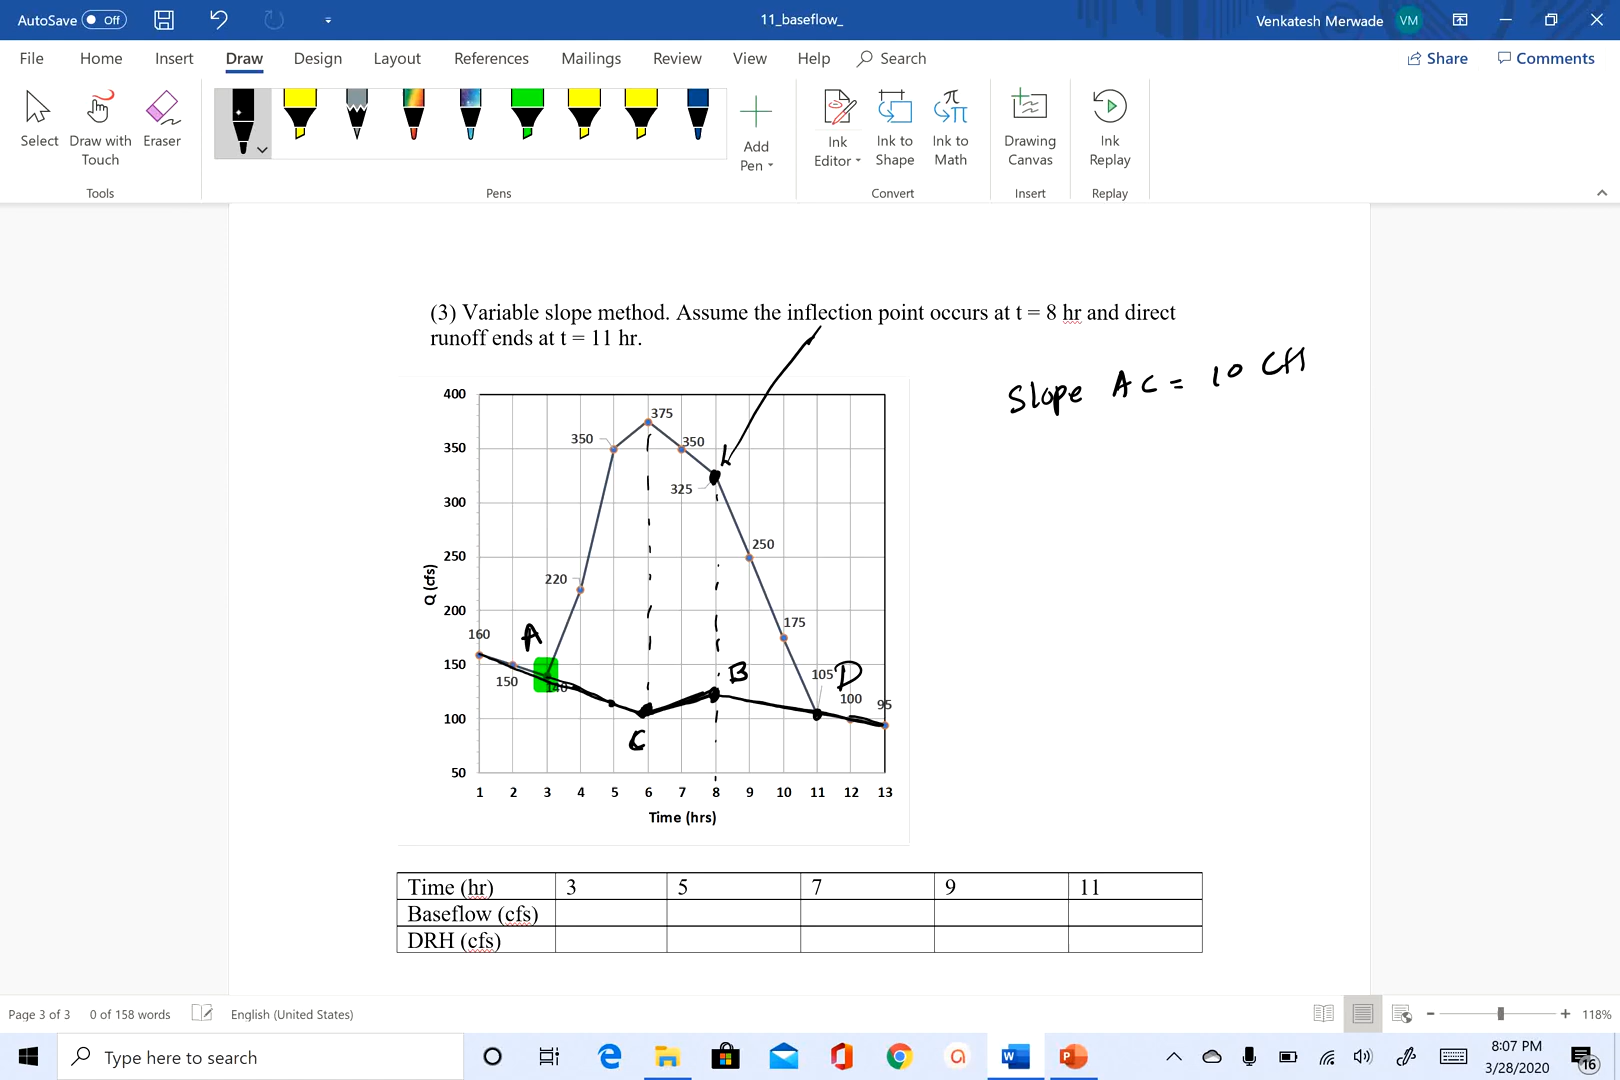 AutoSave Off
11_baseflow_
Venkatesh Merwade VM
File Home Insert Draw Design Layout References Mailings Review View Help Search Share Comments
Select
Draw with Touch
Eraser
Add Pen
Ink Editor
Ink to Shape
Ink to Math
Drawing Canvas
Ink Replay
Tools Pens Convert Insert Replay
(3) Variable slope method. Assume the inflection point occurs at t = 8 hr and direct
runoff ends at t = 11 hr.
Slope AC = 10
400
375
350
350
350
325
300
250
250
Q (cfs)
220
200
175
160
A
150
150
140
B
105
D
100
95
100
C
50
1 2 3 4 5 6 7 8 9 10 11 12 13
Time (hrs)
Time (hr) 3 5 7 9 11
Baseflow (cfs)
DRH (cfs)
Page 3 of 3 0 of 158 words English (United States) 118%
Type here to search
8:07 PM
3/28/2020
16